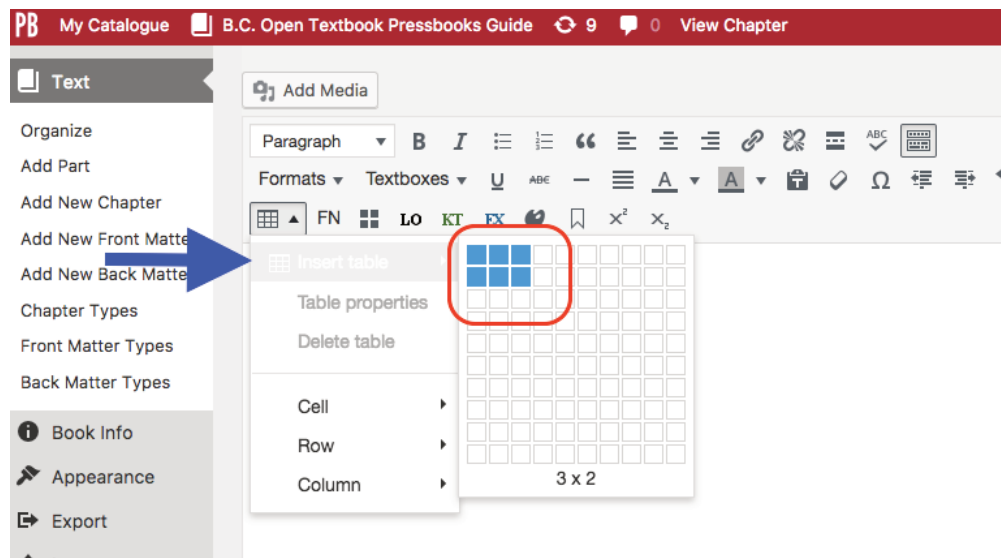 PB My Catalogue B.C. Open Textbook Pressbooks Guide 9 0 View Chapter
Text
Organize
Add Part
Add New Chapter
Add New Front Matte
Add New Back Matte
Chapter Types
Front Matter Types
Back Matter Types
Book Info
Appearance
Export
Add Media
Paragraph B I ABC
Formats Textboxes U ABC A A Ω
FN LO KT EX x² x₂
Insert table
Table properties
Delete table
Cell
Row
Column
3 x 2